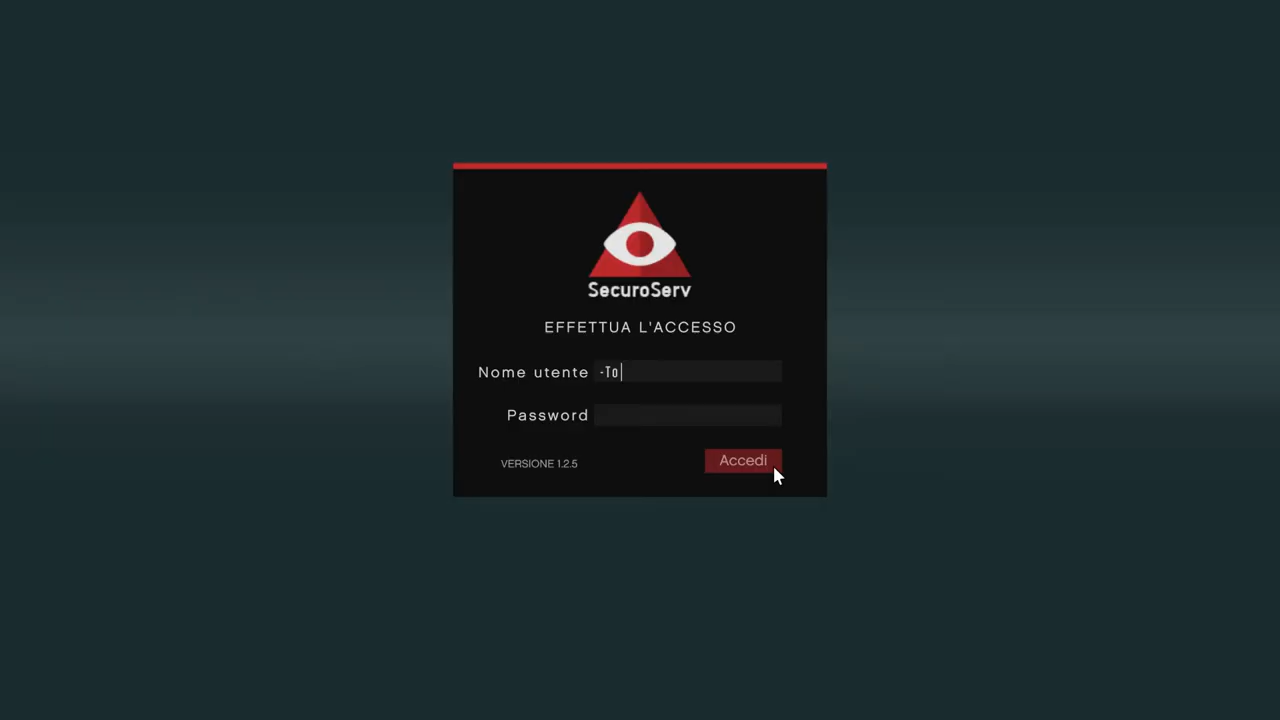 SecuroServ
EFFETTUA L'ACCESSO
Nome utente -To
Password
VERSIONE 1.2.5 Accedi